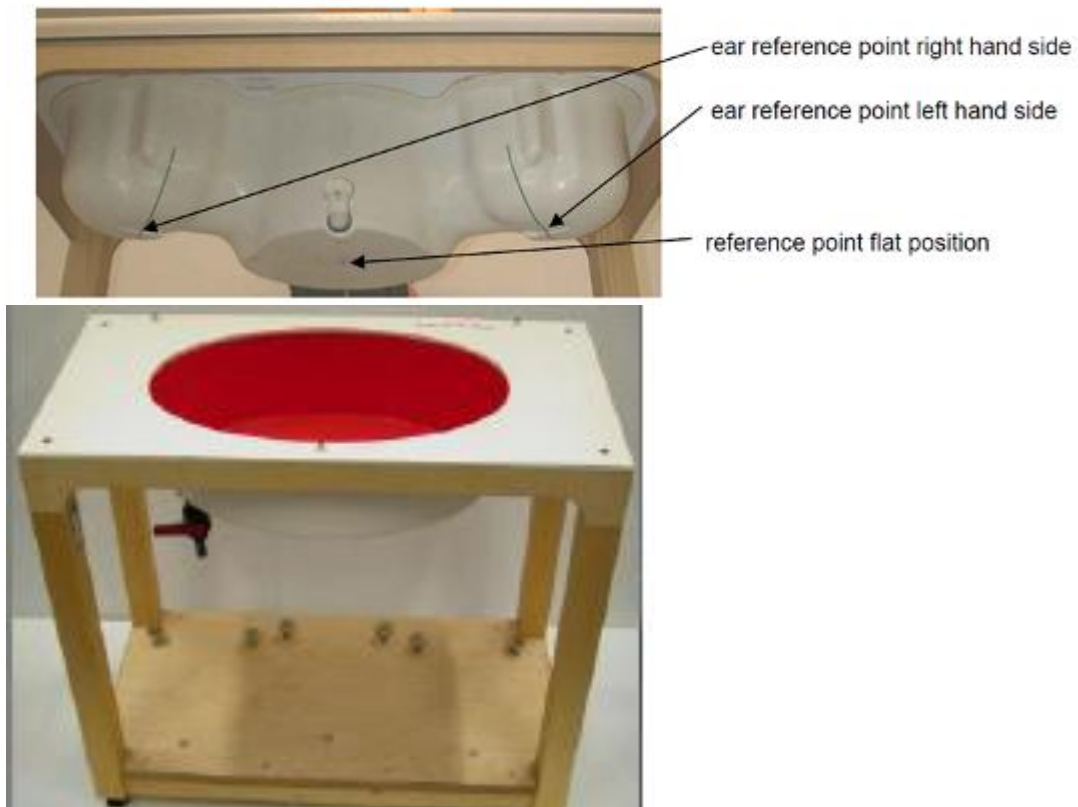 ear reference point right hand side
ear reference point left hand side
reference point flat position